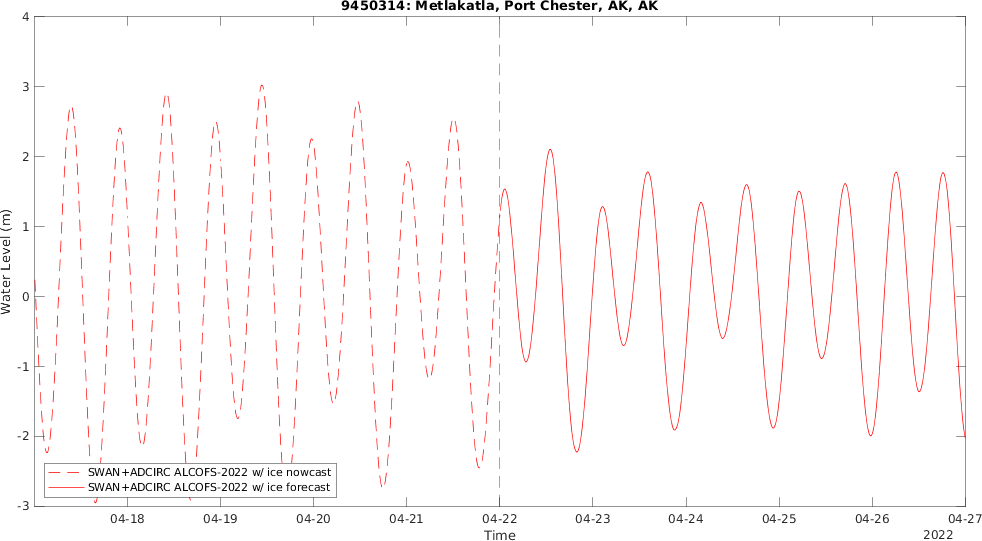 9450314: Metlakatla, Port Chester, AK, AK
4
3
2
1
0
-1
-2
-3
Water Level (m)
SWAN+ADCIRC ALCOFS-2022 w/ ice nowcast
SWAN+ADCIRC ALCOFS-2022 w/ ice forecast
04-18 04-19 04-20 04-21 04-22 04-23 04-24 04-25 04-26 04-27
Time
2022